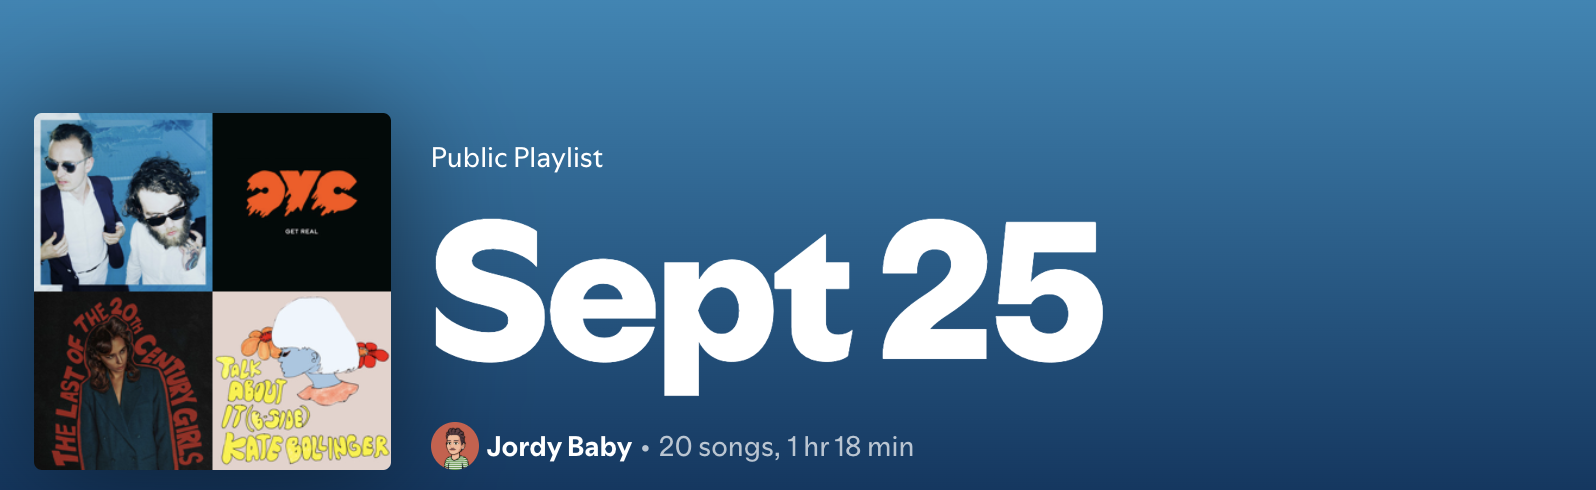 Public Playlist
Sept 25
Jordy Baby • 20 songs, 1 hr 18 min
CYC
GET REAL
THE LAST OF THE 20TH CENTURY GIRLS
TALK
ABOUT
IT (B-SIDE)
KATE BOLLINGER